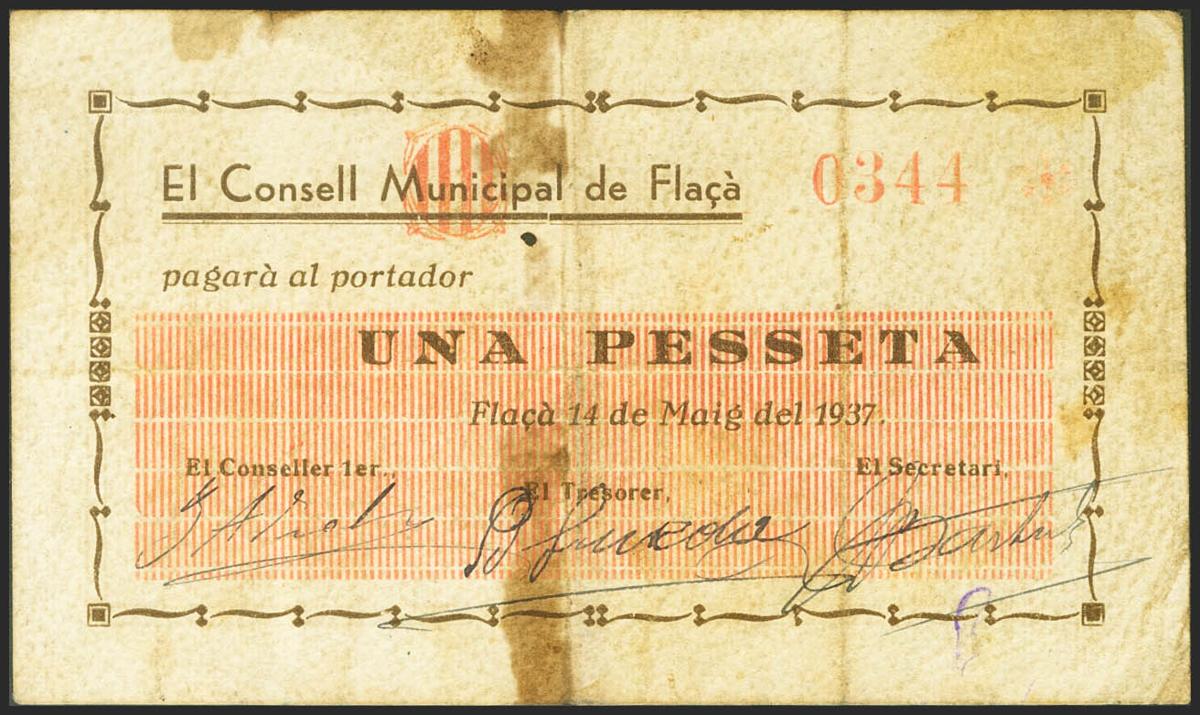 El Consell Municipal de Flaçà
0344
pagarà al portador
UNA PESSETA
Flaçà 14 de Maig del 1937.
El Conseller 1er.,
El Tresorer,
El Secretari,